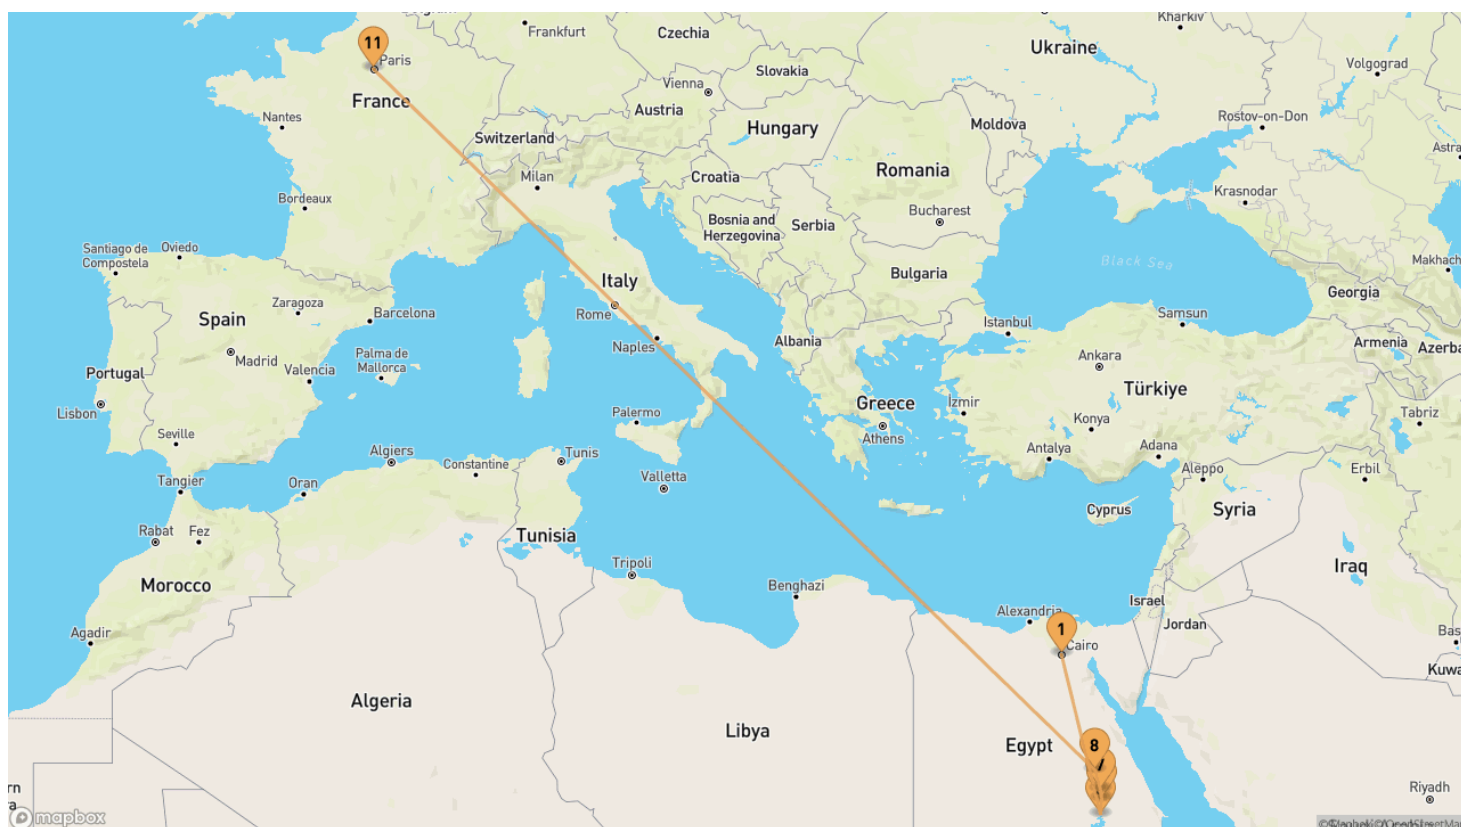 Kharkiv
11
Paris
Frankfurt
Czechia
Ukraine
Slovakia
Volgograd
Vienna
France
Austria
Nantes
Hungary
Moldova
Rostov-on-Don
Switzerland
Milan
Croatia
Romania
Krasnodar
Bordeaux
Bosnia and
Herzegovina
Serbia
Bucharest
Santiago de
Compostela
Oviedo
Black Sea
Bulgaria
Italy
Georgia
Zaragoza
Barcelona
Rome
Spain
Samsun
Istanbul
Albania
Naples
Armenia
Madrid
Palma de
Mallorca
Ankara
Portugal
Valencia
Türkiye
Lisbon
Greece
İzmir
Palermo
Konya
Tabriz
Seville
Athens
Algiers
Constantine
Tunis
Antalya
Adana
Aleppo
Erbil
Tangier
Oran
Valletta
Cyprus
Syria
Rabat
Fez
Tunisia
Tripoli
Iraq
Morocco
Benghazi
Israel
Alexandria
Jordan
Agadir
1
Cairo
Algeria
Libya
Egypt
8
Riyadh
mapbox